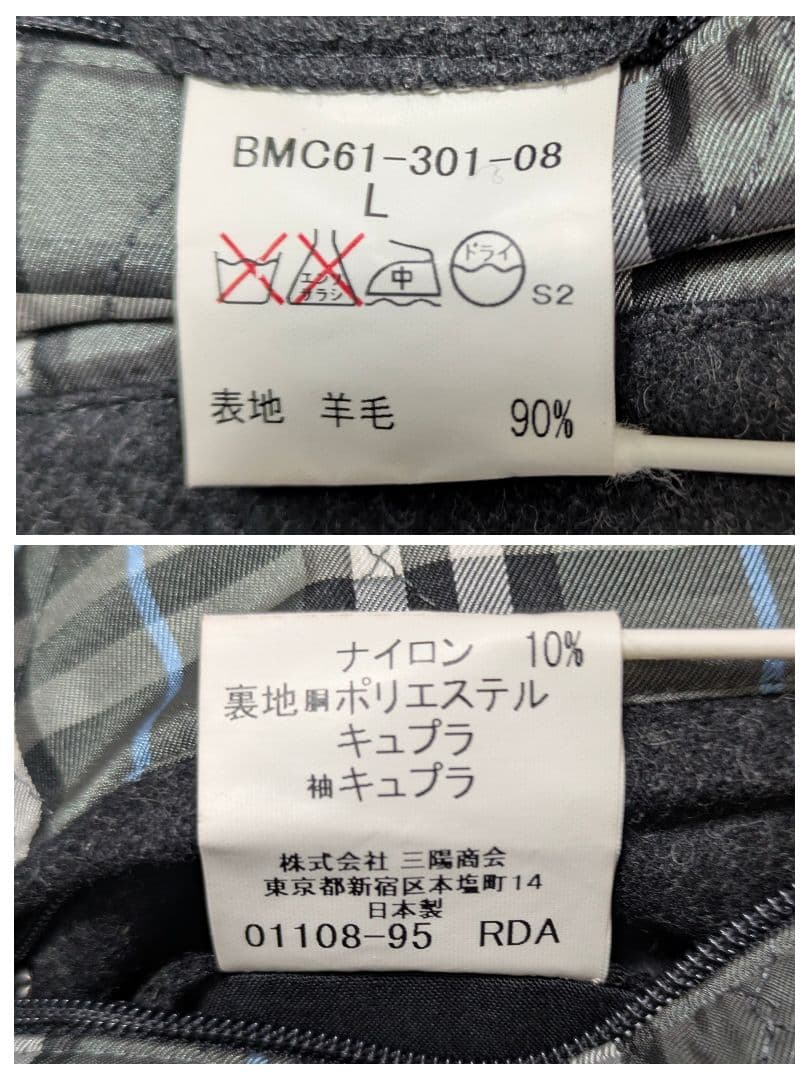 BMC61-301-08
L
エンソ
サラシ
中
ドライ
S2
表地 羊毛 90%
ナイロン 10%
裏地 胴 ポリエステル
キュプラ
袖 キュプラ
株式会社 三陽商会
東京都新宿区本塩町14
日本製
01108-95 RDA